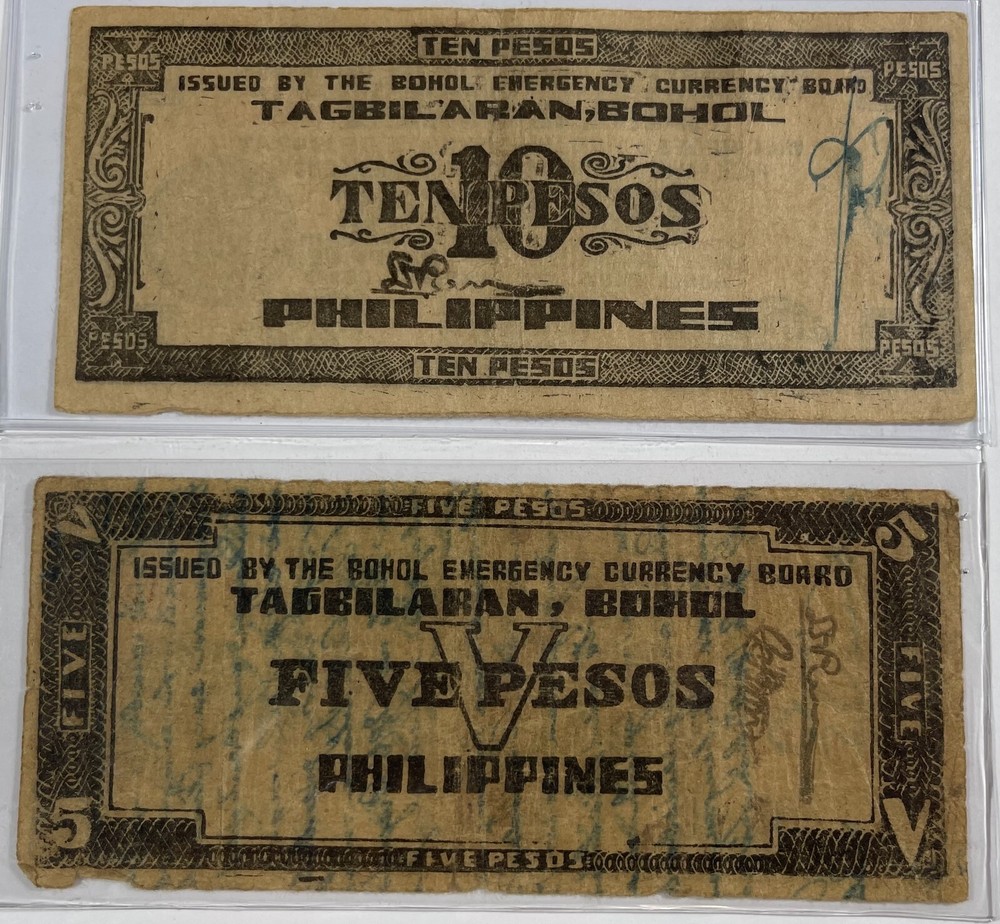 TEN PESOS
PESOS PESOS
ISSUED BY THE BOHOL EMERGENCY CURRENCY BOARD
TAGBILARAN, BOHOL
10
TEN PESOS
PHILIPPINES
PESOS PESOS
TEN PESOS
FIVE PESOS
V 5
ISSUED BY THE BOHOL EMERGENCY CURRENCY BOARD
TAGBILARAN, BOHOL
V
FIVE FIVE PESOS FIVE
PHILIPPINES
5 V
FIVE PESOS